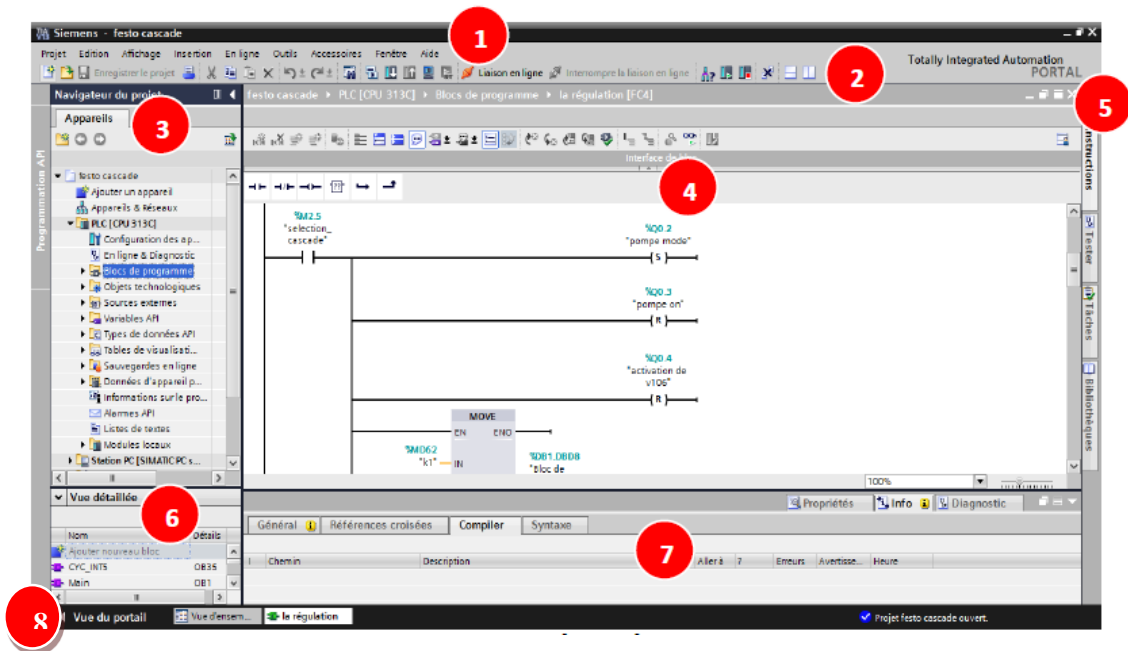 Siemens - festo cascade
1
Projet Edition Affichage Insertion En ligne Outils Accessoires Fenêtre Aide
Totally Integrated Automation
PORTAL
Enregistrer le projet
Liaison en ligne
Interrompre la liaison en ligne
2
Navigateur du projet
festo cascade PLC [CPU 313C] Blocs de programme la régulation [FC4]
5
Appareils
3
Programmation API
Interface de
4
festo cascade
Ajouter un appareil
Appareils & Réseaux
PLC [CPU 313C]
Configuration des ap...
En ligne & Diagnostic
Blocs de programme
Objets technologiques
Sources externes
Variables API
Types de données API
Tables de visualisati...
Sauvegardes en ligne
Données d'appareil p...
Informations sur le pro...
Alarmes API
Listes de textes
Modules locaux
Station PC [SIMATIC PC s...
%M2.5
"selection_
cascade"
%Q0.2
"pompe mode"
S
%Q0.3
"pompe on"
R
%Q0.4
"activation de
v106"
R
MOVE
EN ENO
%MD62
"k1"
IN
%DB1.DBD8
"Bloc de
100%
nstructions
Tester
Tâches
Bibliothèques
Vue détaillée
6
Nom Détails
Ajouter nouveau bloc
CYC_INT5 OB35
Main OB1
Propriétés Info Diagnostic
Général Références croisées Compiler Syntaxe
7
! Chemin Description Aller à ? Erreurs Avertisse... Heure
8
Vue du portail
Vue d'ensem...
la régulation
Projet festo cascade ouvert.